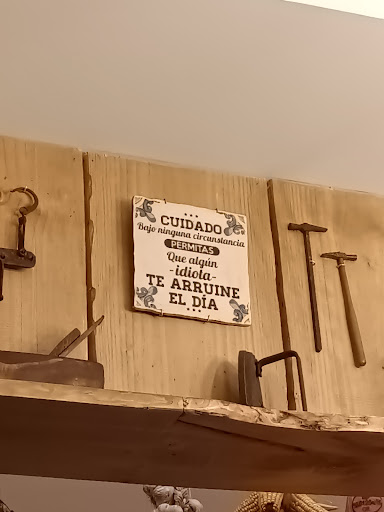 CUIDADO
Bajo ninguna circunstancia
PERMITAS
Que algún
-idiota-
TE ARRUINE
EL DÍA